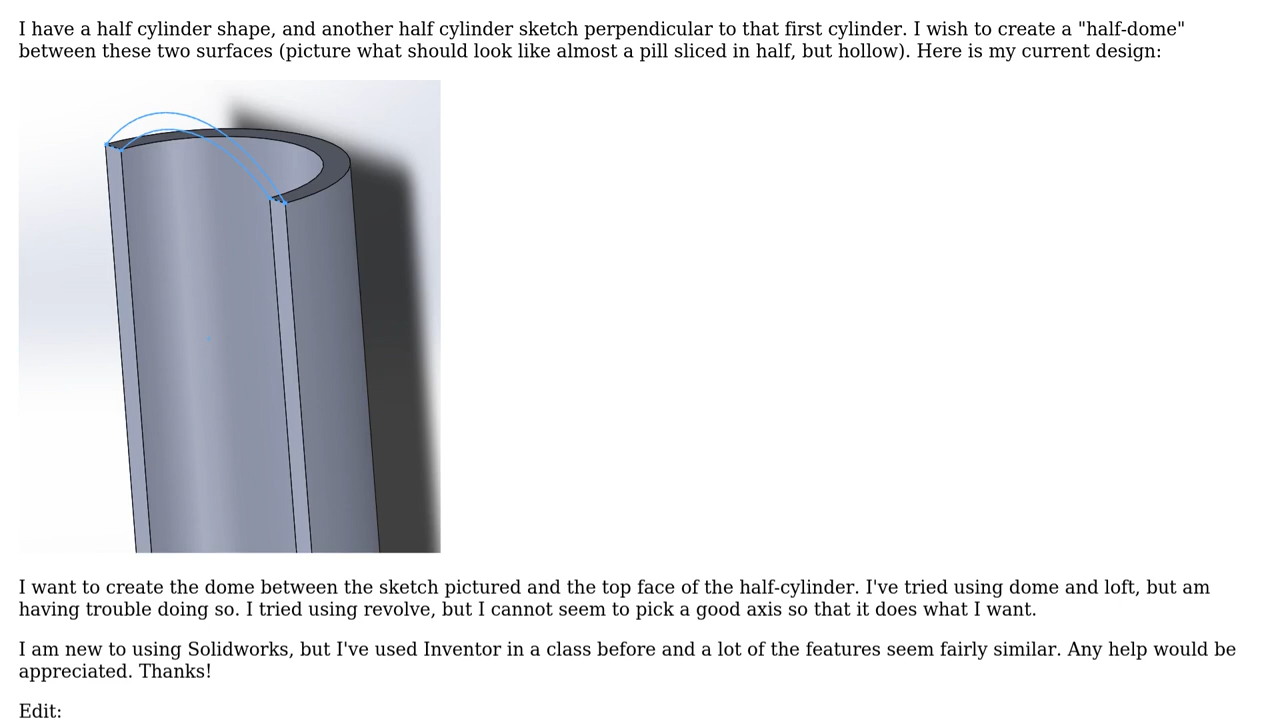 I have a half cylinder shape, and another half cylinder sketch perpendicular to that first cylinder. I wish to create a "half-dome"
between these two surfaces (picture what should look like almost a pill sliced in half, but hollow). Here is my current design:
I want to create the dome between the sketch pictured and the top face of the half-cylinder. I've tried using dome and loft, but am
having trouble doing so. I tried using revolve, but I cannot seem to pick a good axis so that it does what I want.
I am new to using Solidworks, but I've used Inventor in a class before and a lot of the features seem fairly similar. Any help would be
appreciated. Thanks!
Edit: